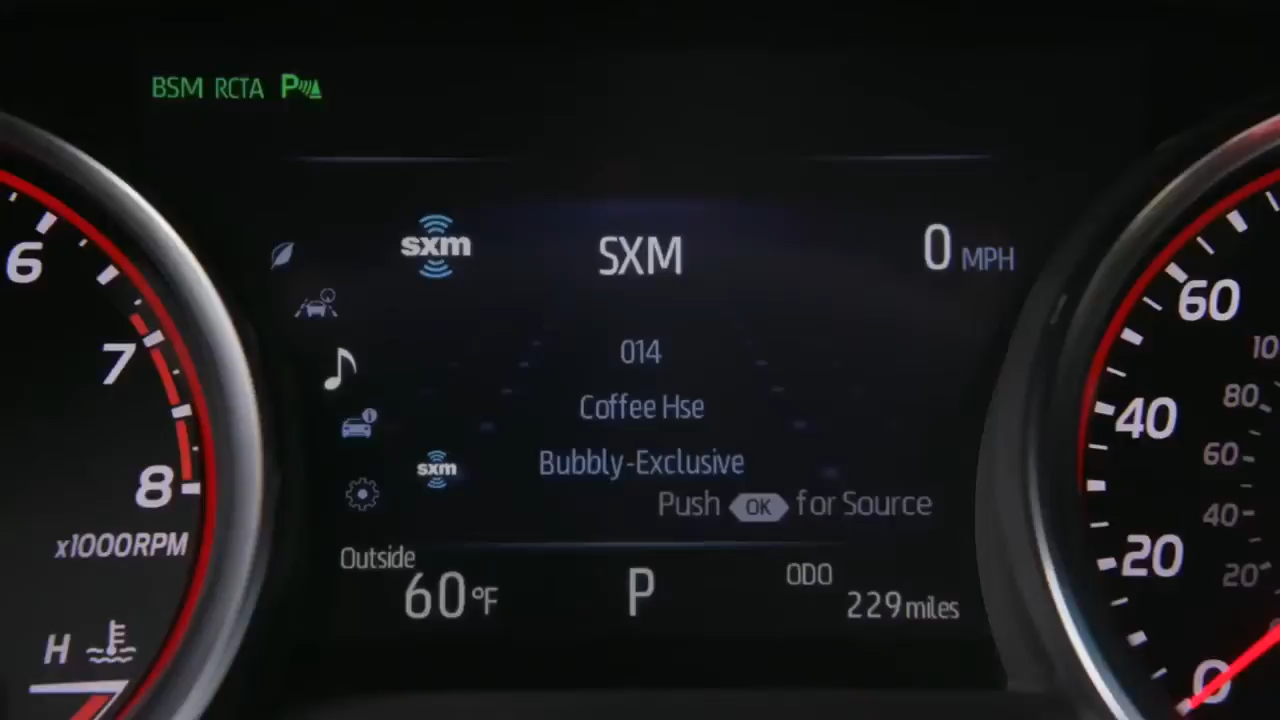 BSM RCTA P
sxm
SXM
0 MPH
014
Coffee Hse
Bubbly-Exclusive
sxm
Push OK for Source
Outside
60°F
P
ODO
229 miles
6
7
8
x1000RPM
H
60
40
20
0
10
80
60
40
20